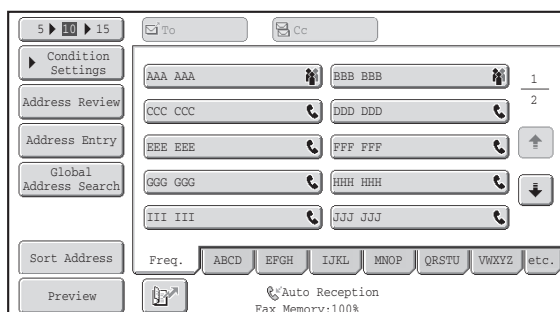 5 10 15
To
Cc
Condition
Settings
Address Review
Address Entry
Global
Address Search
Sort Address
Preview
AAA AAA
BBB BBB
CCC CCC
DDD DDD
EEE EEE
FFF FFF
GGG GGG
HHH HHH
III III
JJJ JJJ
1
2
Freq.
ABCD
EFGH
IJKL
MNOP
QRSTU
VWXYZ
etc.
Auto Reception
Fax Memory:100%